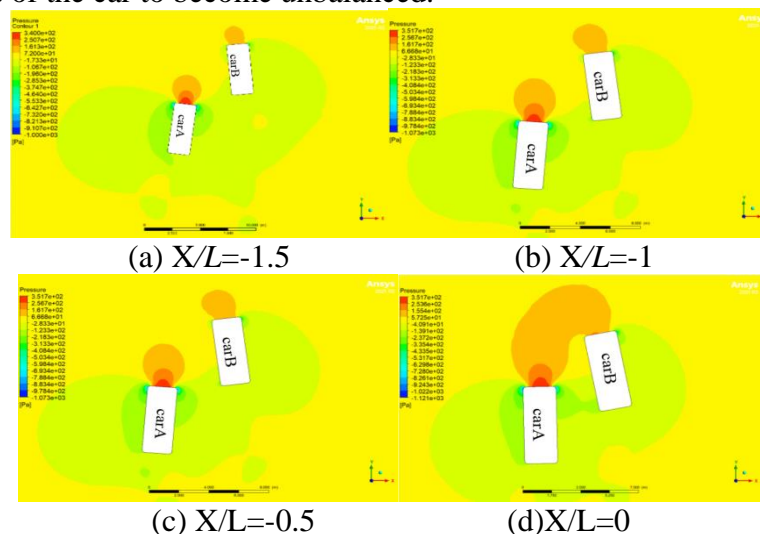 of the car to become unbalanced.
Pressure
Contour 1
3.400e+02
2.507e+02
1.613e+02
7.200e+01
-1.733e+01
-1.067e+02
-1.960e+02
-2.853e+02
-3.747e+02
-4.640e+02
-5.533e+02
-6.427e+02
-7.320e+02
-8.213e+02
-9.107e+02
-1.000e+03
[Pa]
carB
carA
Ansys
(a) X/L=-1.5
Pressure
3.517e+02
2.567e+02
1.617e+02
6.668e+01
-2.833e+01
-1.233e+02
-2.183e+02
-3.133e+02
-4.084e+02
-5.034e+02
-5.984e+02
-6.934e+02
-7.884e+02
-8.834e+02
-9.784e+02
-1.073e+03
[Pa]
carB
carA
Ansys
(b) X/L=-1
Pressure
3.517e+02
2.567e+02
1.617e+02
6.668e+01
-2.833e+01
-1.233e+02
-2.183e+02
-3.133e+02
-4.084e+02
-5.034e+02
-5.984e+02
-6.934e+02
-7.884e+02
-8.834e+02
-9.784e+02
-1.073e+03
[Pa]
carB
carA
Ansys
(c) X/L=-0.5
Pressure
3.517e+02
2.536e+02
1.554e+02
5.725e+01
-4.091e+01
-1.391e+02
-2.372e+02
-3.354e+02
-4.335e+02
-5.317e+02
-6.298e+02
-7.280e+02
-8.261e+02
-9.243e+02
-1.022e+03
-1.121e+03
[Pa]
carB
carA
Ansys
(d)X/L=0